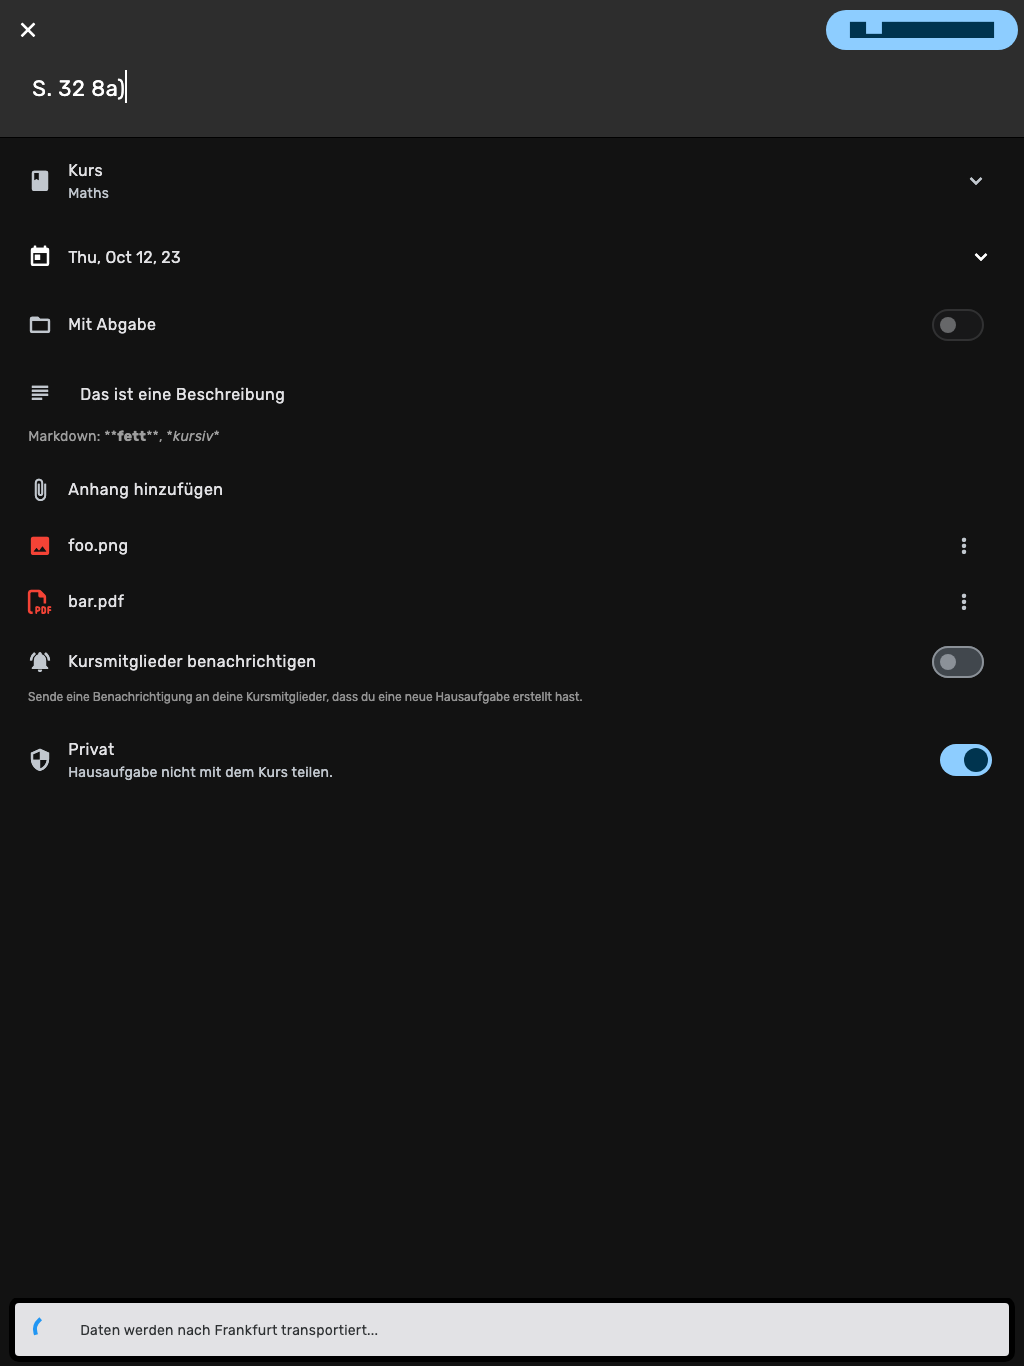 S. 32 8a)
Kurs
Maths
Thu, Oct 12, 23
Mit Abgabe
Das ist eine Beschreibung
Markdown: **fett**, *kursiv*
Anhang hinzufügen
foo.png
PDF
bar.pdf
Kursmitglieder benachrichtigen
Sende eine Benachrichtigung an deine Kursmitglieder, dass du eine neue Hausaufgabe erstellt hast.
Privat
Hausaufgabe nicht mit dem Kurs teilen.
Daten werden nach Frankfurt transportiert...